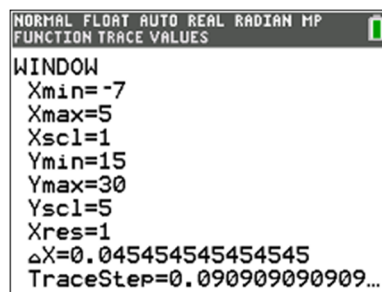 NORMAL FLOAT AUTO REAL RADIAN MP
FUNCTION TRACE VALUES
WINDOW
Xmin=-7
Xmax=5
Xscl=1
Ymin=15
Ymax=30
Yscl=5
Xres=1
△X=0.045454545454545
TraceStep=0.090909090909…